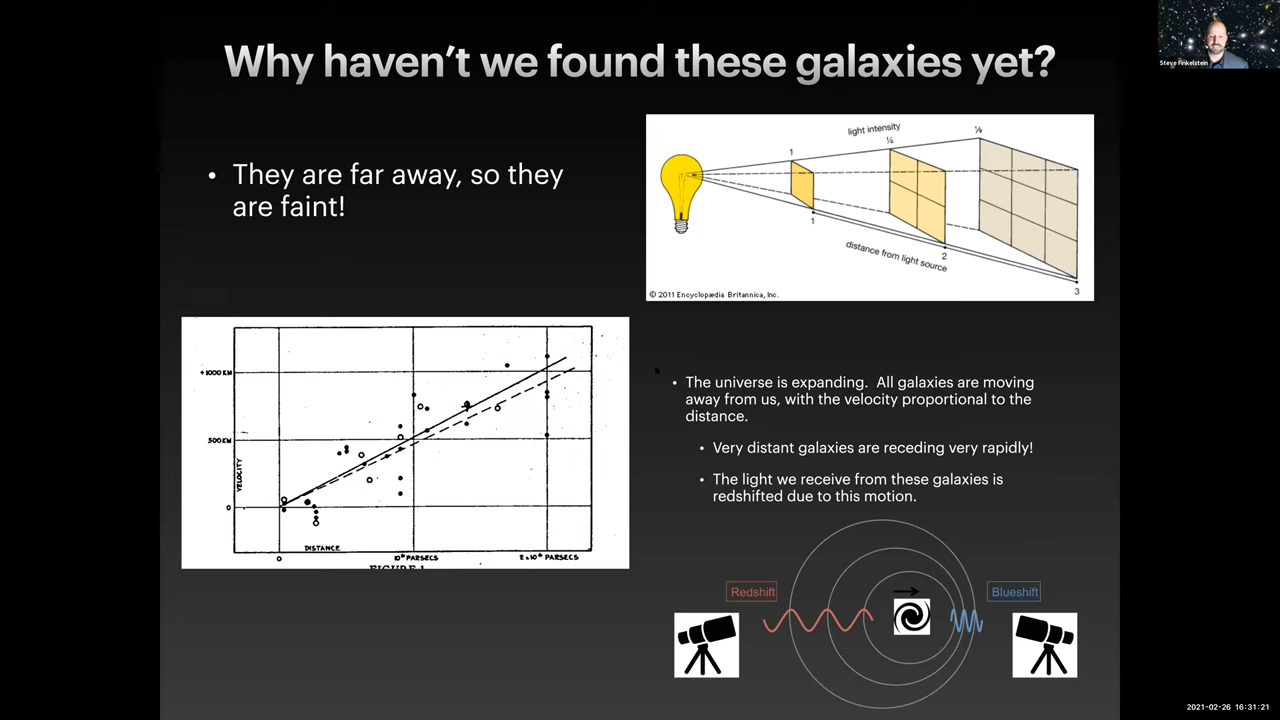 Why haven't we found these galaxies yet?
Steve Finkelstein
• They are far away, so they
are faint!
light intensity
1
¼
⅑
1
2
3
distance from light source
© 2011 Encyclopædia Britannica, Inc.
+1000 KM
500 KM
0
VELOCITY
DISTANCE
0
10⁶ PARSECS
2×10⁶ PARSECS
FIGURE 1
• The universe is expanding. All galaxies are moving
away from us, with the velocity proportional to the
distance.
• Very distant galaxies are receding very rapidly!
• The light we receive from these galaxies is
redshifted due to this motion.
Redshift
Blueshift
2021-02-26 16:31:21